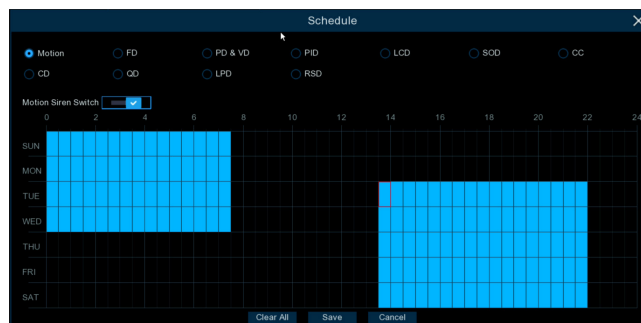 Schedule
Motion FD PD & VD PID LCD SOD CC
CD QD LPD RSD
Motion Siren Switch
0 2 4 6 8 10 12 14 16 18 20 22 24
SUN
MON
TUE
WED
THU
FRI
SAT
Clear All Save Cancel